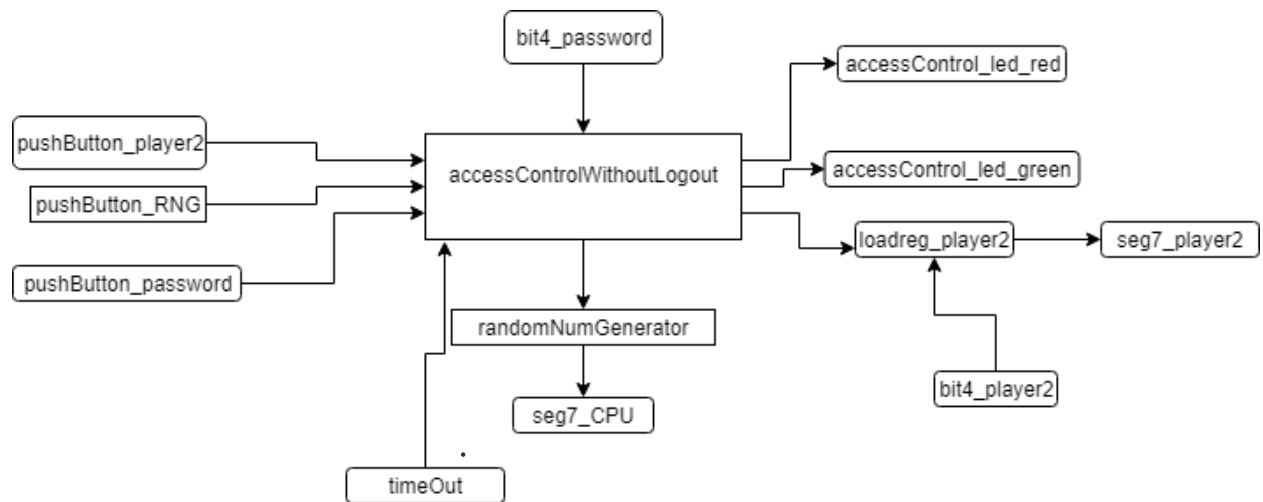 bit4_password
accessControl_led_red
pushButton_player2
accessControlWithoutLogout
accessControl_led_green
pushButton_RNG
loadreg_player2
seg7_player2
pushButton_password
randomNumGenerator
bit4_player2
seg7_CPU
timeOut